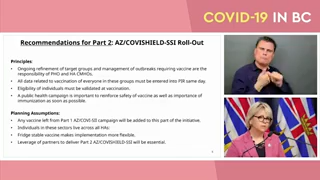 COVID-19 IN BC
Recommendations for Part 2: AZ/COVISHIELD-SSI Roll-Out
Principles:
• Ongoing refinement of target groups and management of outbreaks requiring vaccine are the
responsibility of PHO and HA CMHOs.
• All data related to vaccination of everyone in these groups must be entered into PIR same day.
• Eligibility of individuals must be validated at vaccination.
• A public health campaign is important to reinforce safety of vaccine as well as importance of
immunization as soon as possible.
Planning Assumptions:
• Any vaccine left from Part 1 AZ/COVI-SII campaign will be added to this part of the initiative.
• Individuals in these sectors live across all HAs.
• Fridge stable vaccine makes implementation more flexible.
• Leverage of partners to deliver Part 2 AZ/COVISHIELD-SII will be essential.